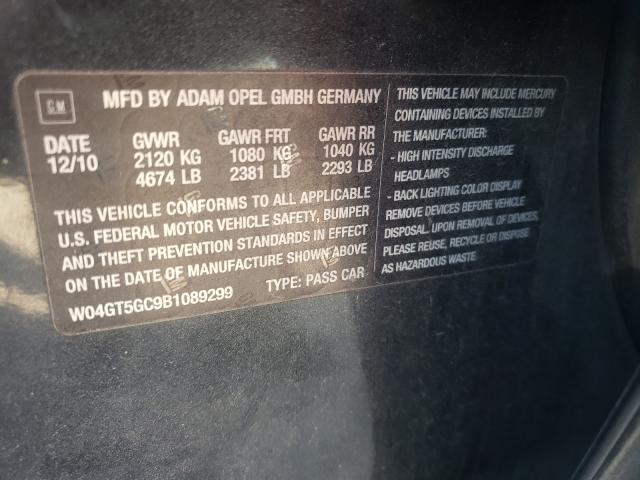 GM
MFD BY ADAM OPEL GMBH GERMANY
DATE GVWR GAWR FRT GAWR RR
12/10 2120 KG 1080 KG 1040 KG
4674 LB 2381 LB 2293 LB
THIS VEHICLE CONFORMS TO ALL APPLICABLE
U.S. FEDERAL MOTOR VEHICLE SAFETY, BUMPER
AND THEFT PREVENTION STANDARDS IN EFFECT
ON THE DATE OF MANUFACTURE SHOWN ABOVE
W04GT5GC9B1089299 TYPE: PASS CAR
THIS VEHICLE MAY INCLUDE MERCURY
CONTAINING DEVICES INSTALLED BY
THE MANUFACTURER:
- HIGH INTENSITY DISCHARGE
HEADLAMPS
- BACK LIGHTING COLOR DISPLAY
REMOVE DEVICES BEFORE VEHICLE
DISPOSAL. UPON REMOVAL OF DEVICES,
PLEASE REUSE, RECYCLE OR DISPOSE
AS HAZARDOUS WASTE.